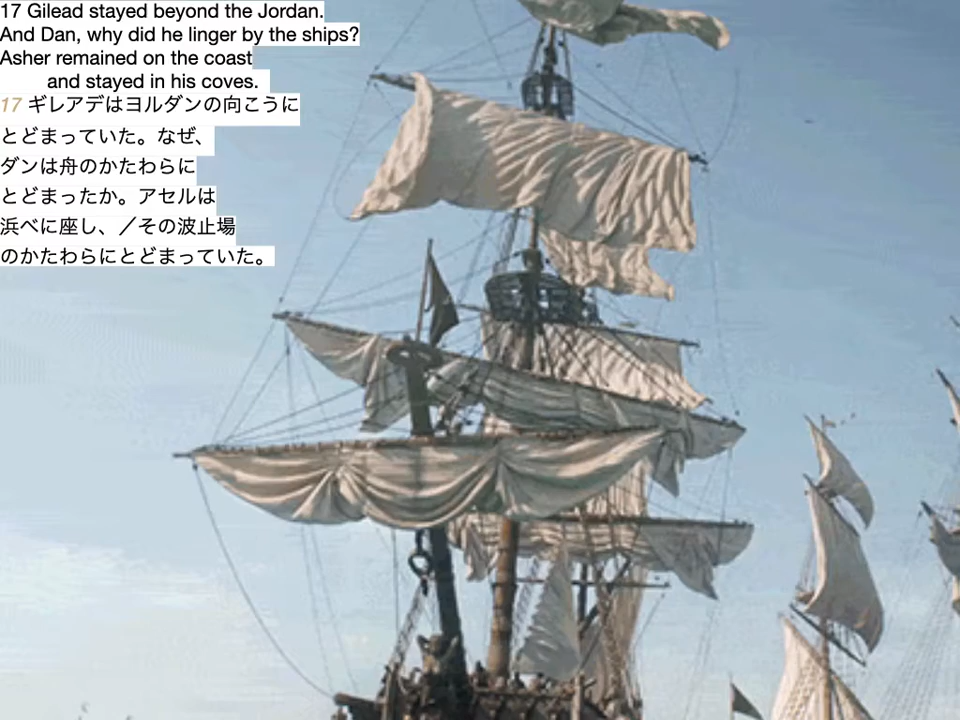 17 Gilead stayed beyond the Jordan.
And Dan, why did he linger by the ships?
Asher remained on the coast
and stayed in his coves.
17 ギレアデはヨルダンの向こうに
とどまっていた。なぜ、
ダンは舟のかたわらに
とどまったか。アセルは
浜べに座し、／その波止場
のかたわらにとどまっていた。